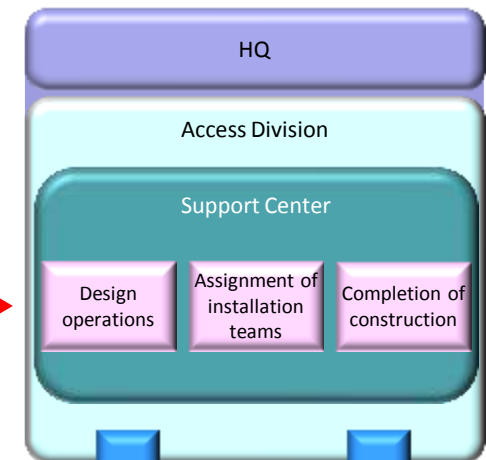 HQ
Access Division
Support Center
Design
operations
Assignment of
installation
teams
Completion of
construction